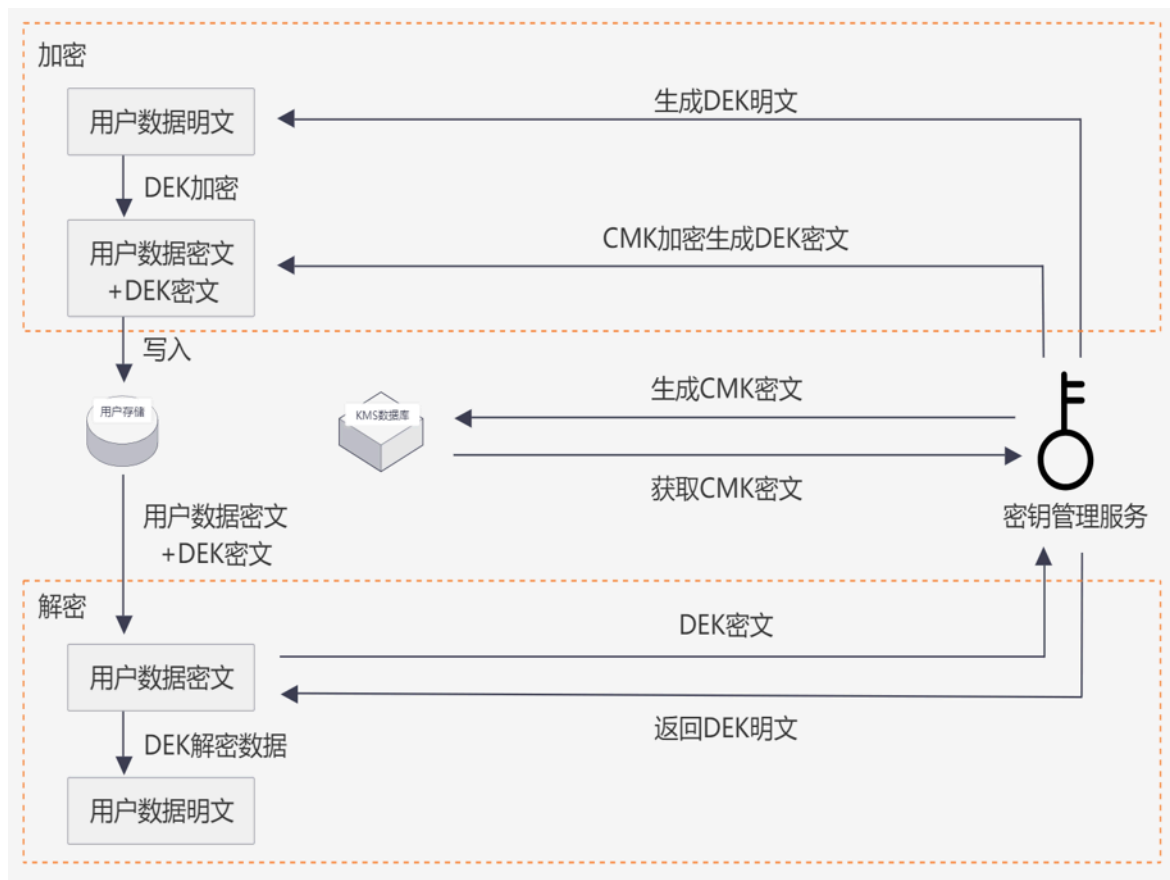 加密
用户数据明文
生成DEK明文
DEK加密
用户数据密文
+DEK密文
CMK加密生成DEK密文
写入
用户存储
KMS数据库
生成CMK密文
获取CMK密文
密钥管理服务
用户数据密文
+DEK密文
解密
DEK密文
用户数据密文
返回DEK明文
DEK解密数据
用户数据明文